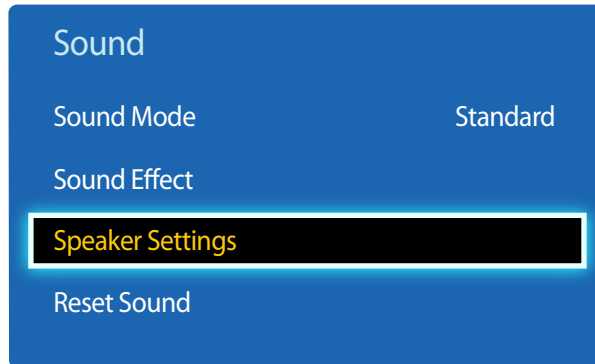 Sound
Sound Mode Standard
Sound Effect
Speaker Settings
Reset Sound